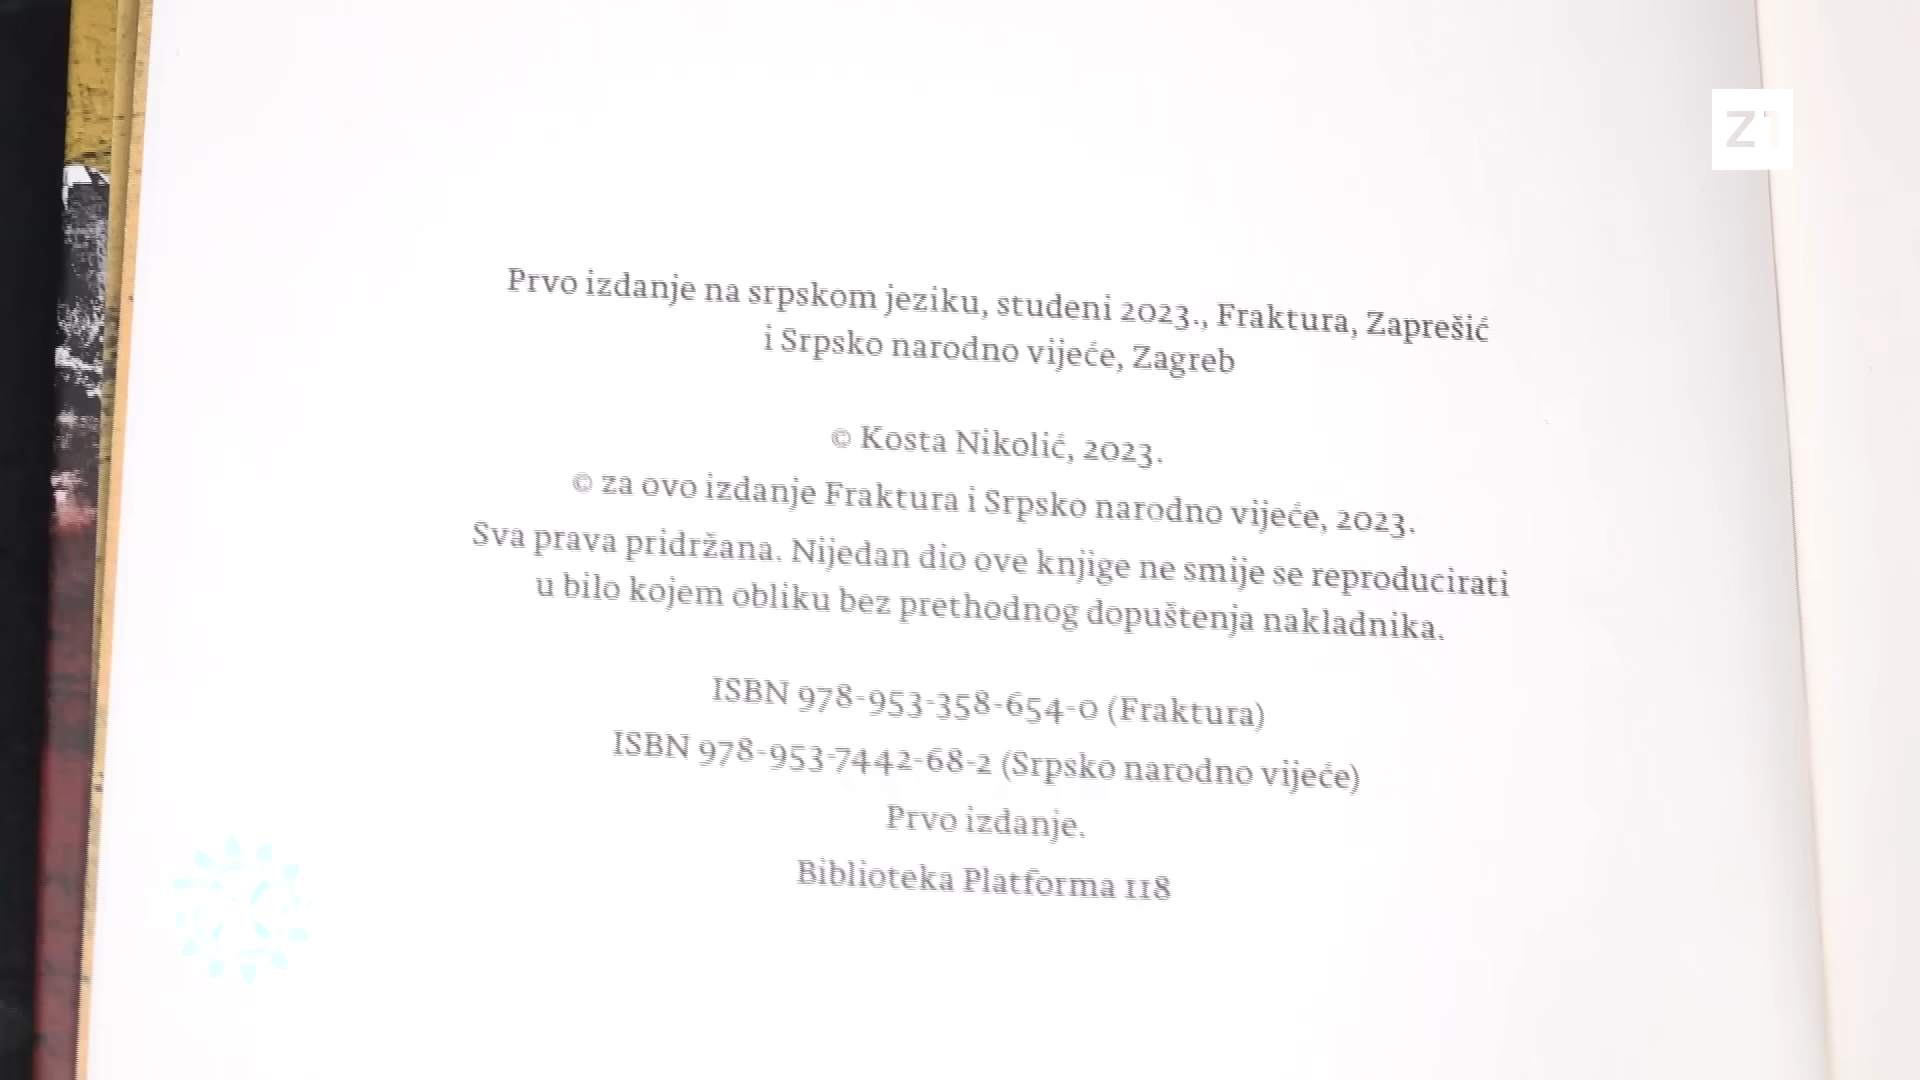 Z1
Prvo izdanje na srpskom jeziku, studeni 2023., Fraktura, Zaprešić
i Srpsko narodno vijeće, Zagreb
© Kosta Nikolić, 2023.
© za ovo izdanje Fraktura i Srpsko narodno vijeće, 2023.
Sva prava pridržana. Nijedan dio ove knjige ne smije se reproducirati
u bilo kojem obliku bez prethodnog dopuštenja nakladnika.
ISBN 978-953-358-654-0 (Fraktura)
ISBN 978-953-7442-68-2 (Srpsko narodno vijeće)
Prvo izdanje.
Biblioteka Platforma 118